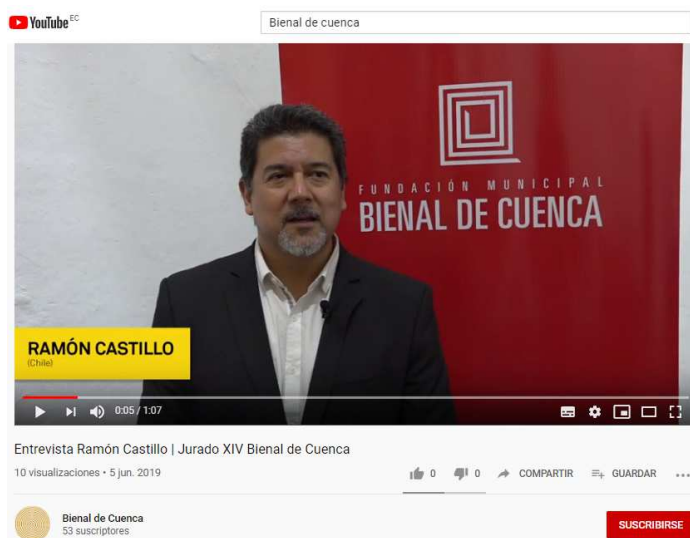 YouTube EC
Bienal de cuenca
FUNDACIÓN MUNICIPAL
BIENAL DE CUENCA
RAMÓN CASTILLO
(Chile)
0:05 / 1:07
Entrevista Ramón Castillo | Jurado XIV Bienal de Cuenca
10 visualizaciones • 5 jun. 2019
0 0 COMPARTIR GUARDAR ...
Bienal de Cuenca
53 suscriptores
SUSCRIBIRSE